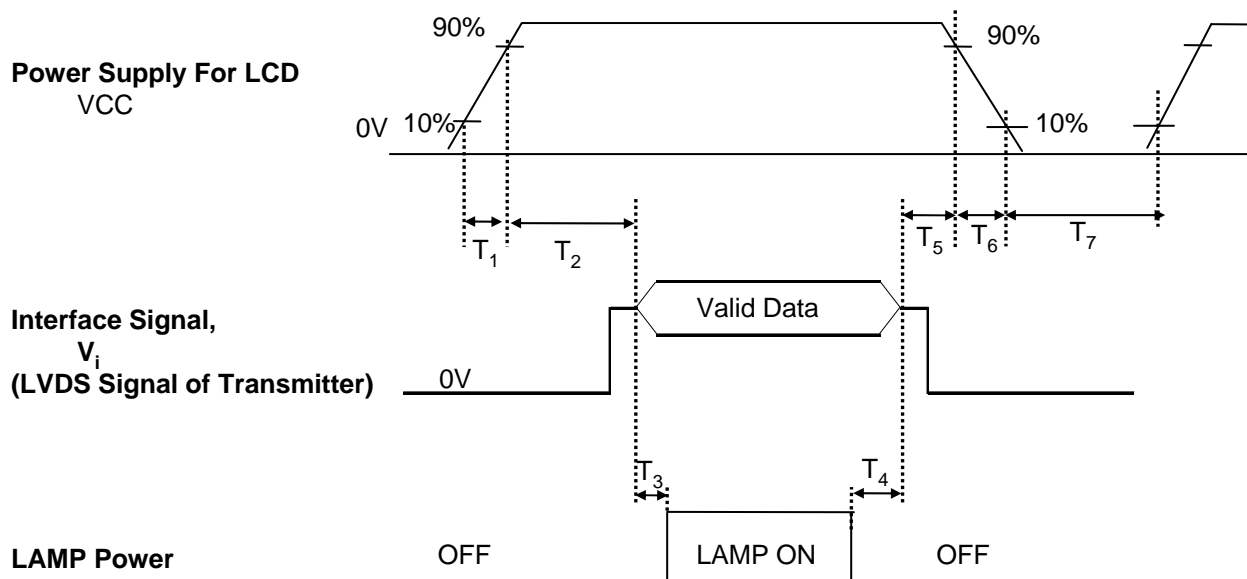 90%
90%
Power Supply For LCD
VCC
0V
10%
10%
T1
T2
T5
T6
T7
Valid Data
Interface Signal,
Vi
(LVDS Signal of Transmitter)
0V
T3
T4
LAMP Power
OFF
LAMP ON
OFF